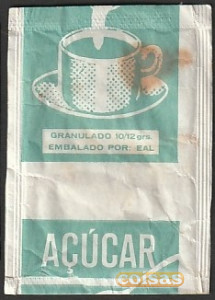 GRANULADO 10/12 grs.
EMBALADO POR: EAL
AÇÚCAR
coisas